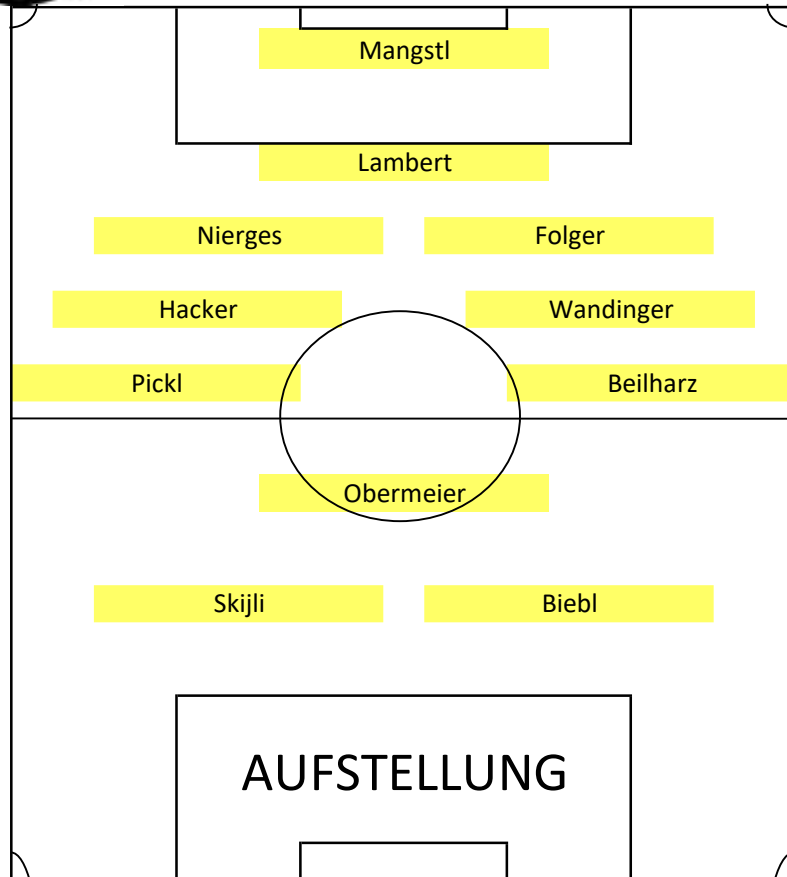 Mangstl
Lambert
Nierges Folger
Hacker Wandinger
Pickl Beilharz
Obermeier
Skijli Biebl
AUFSTELLUNG